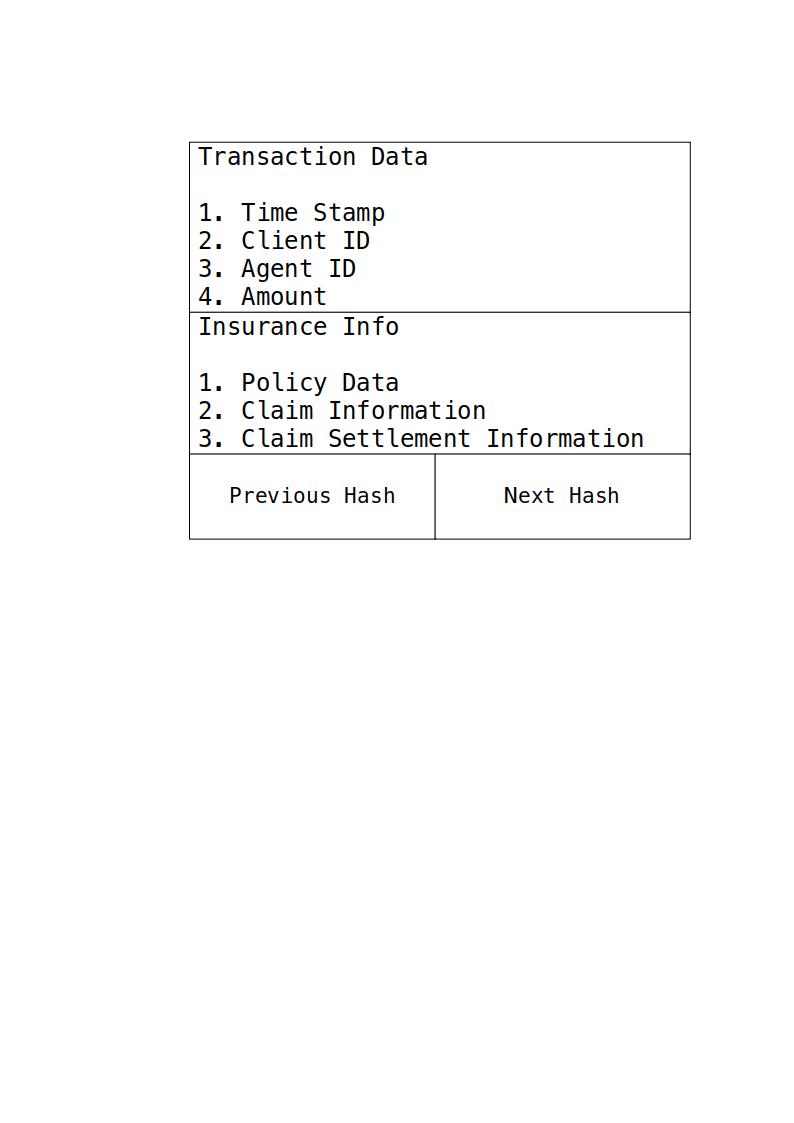 Transaction Data
1. Time Stamp
2. Client ID
3. Agent ID
4. Amount
Insurance Info
1. Policy Data
2. Claim Information
3. Claim Settlement Information
Previous Hash
Next Hash